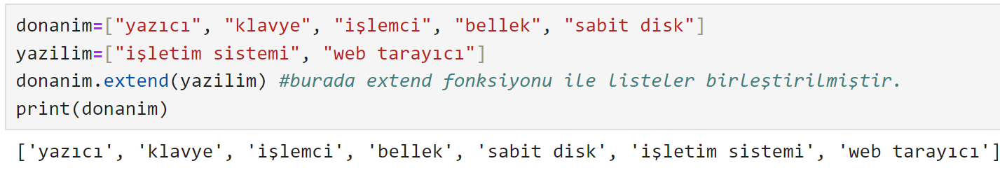 donanim=["yazıcı", "klavye", "işlemci", "bellek", "sabit disk"]
yazilim=["işletim sistemi", "web tarayıcı"]
donanim.extend(yazilim) #burada extend fonksiyonu ile listeler birleştirilmiştir.
print(donanim)
['yazıcı', 'klavye', 'işlemci', 'bellek', 'sabit disk', 'işletim sistemi', 'web tarayıcı']